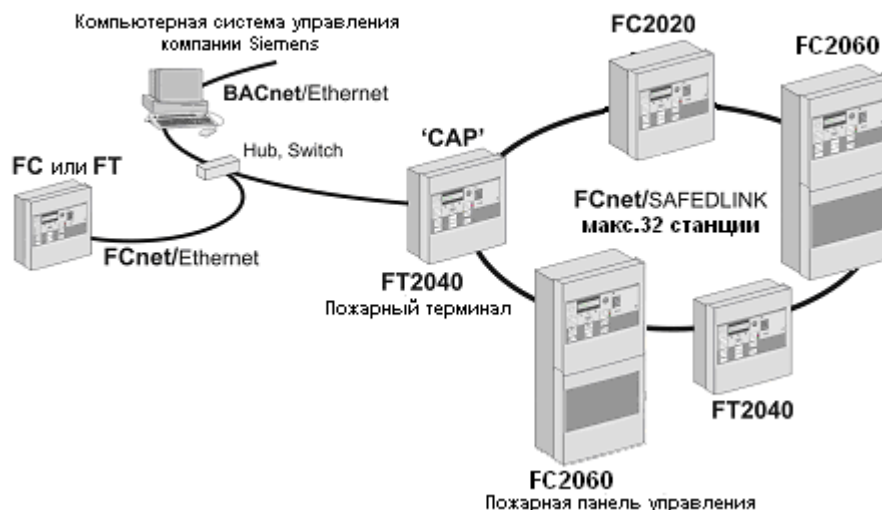 Компьютерная система управления
компании Siemens
BACnet/Ethernet
Hub, Switch
FC или FT
FCnet/Ethernet
'CAP'
FT2040
Пожарный терминал
FC2020
FC2060
FCnet/SAFEDLINK
макс.32 станции
FT2040
FC2060
Пожарная панель управления